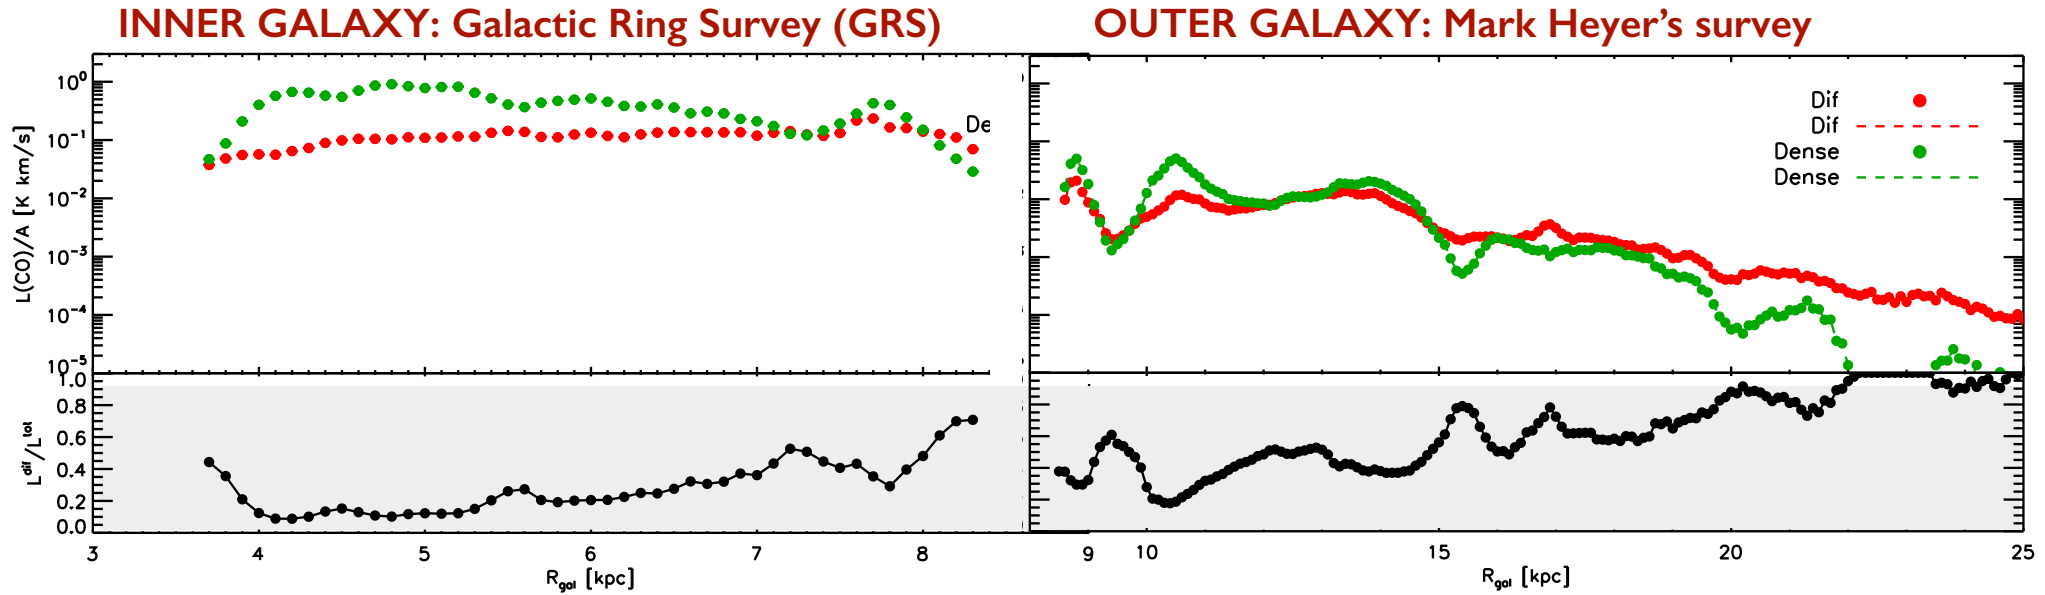 INNER GALAXY: Galactic Ring Survey (GRS)
OUTER GALAXY: Mark Heyer's survey
L(CO)/A [K km/s]
10⁰
10⁻¹
10⁻²
10⁻³
10⁻⁴
10⁻⁵
De
Dif
Dif
Dense
Dense
L^dif/L^tot
1.0
0.8
0.6
0.4
0.2
0.0
3 4 5 6 7 8 9
R_gal [kpc]
10 15 20 25
R_gal [kpc]